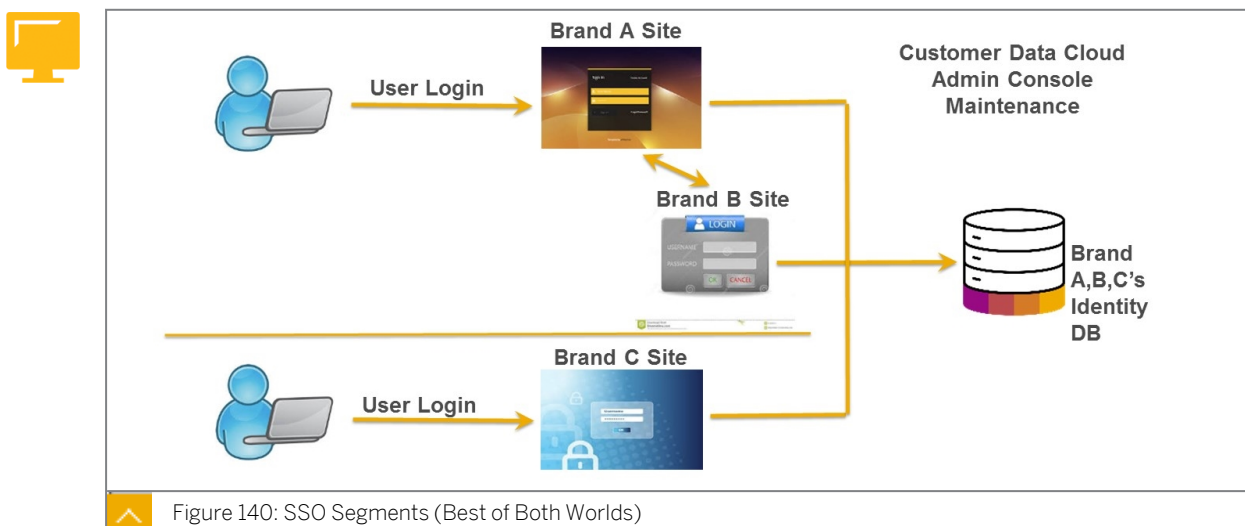 Brand A Site
Customer Data Cloud
Admin Console
Maintenance
User Login
Brand B Site
LOGIN
USERNAME
PASSWORD
OK
CANCEL
Brand
A,B,C's
Identity
DB
Brand C Site
User Login
Figure 140: SSO Segments (Best of Both Worlds)